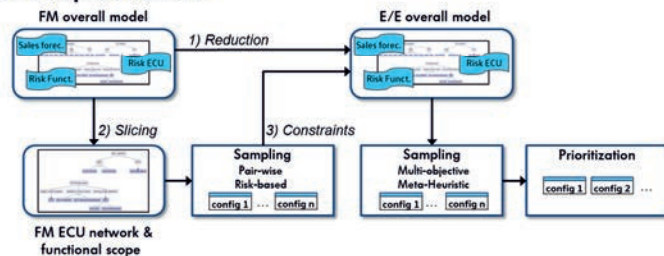 FM overall model
E/E overall model
Sales forec.
Risk ECU
Risk Funct.
1) Reduction
Sales forec.
Risk ECU
Risk Funct.
2) Slicing
3) Constraints
Sampling
Pair-wise
Risk-based
config 1 ... config n
Sampling
Multi-objective
Meta-Heuristic
config 1 ... config n
Prioritization
config 1 config 2 ...
FM ECU network &
functional scope